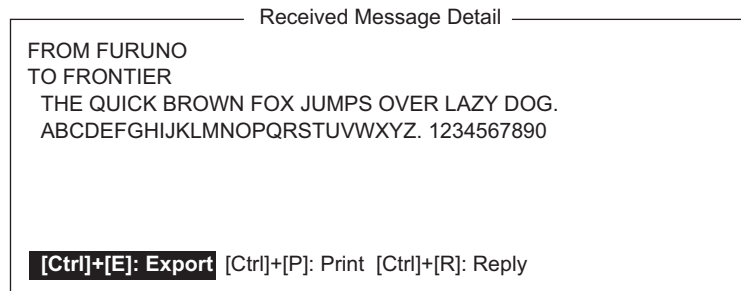 Received Message Detail
FROM FURUNO
TO FRONTIER
THE QUICK BROWN FOX JUMPS OVER LAZY DOG.
ABCDEFGHIJKLMNOPQRSTUVWXYZ. 1234567890
[Ctrl]+[E]: Export [Ctrl]+[P]: Print [Ctrl]+[R]: Reply